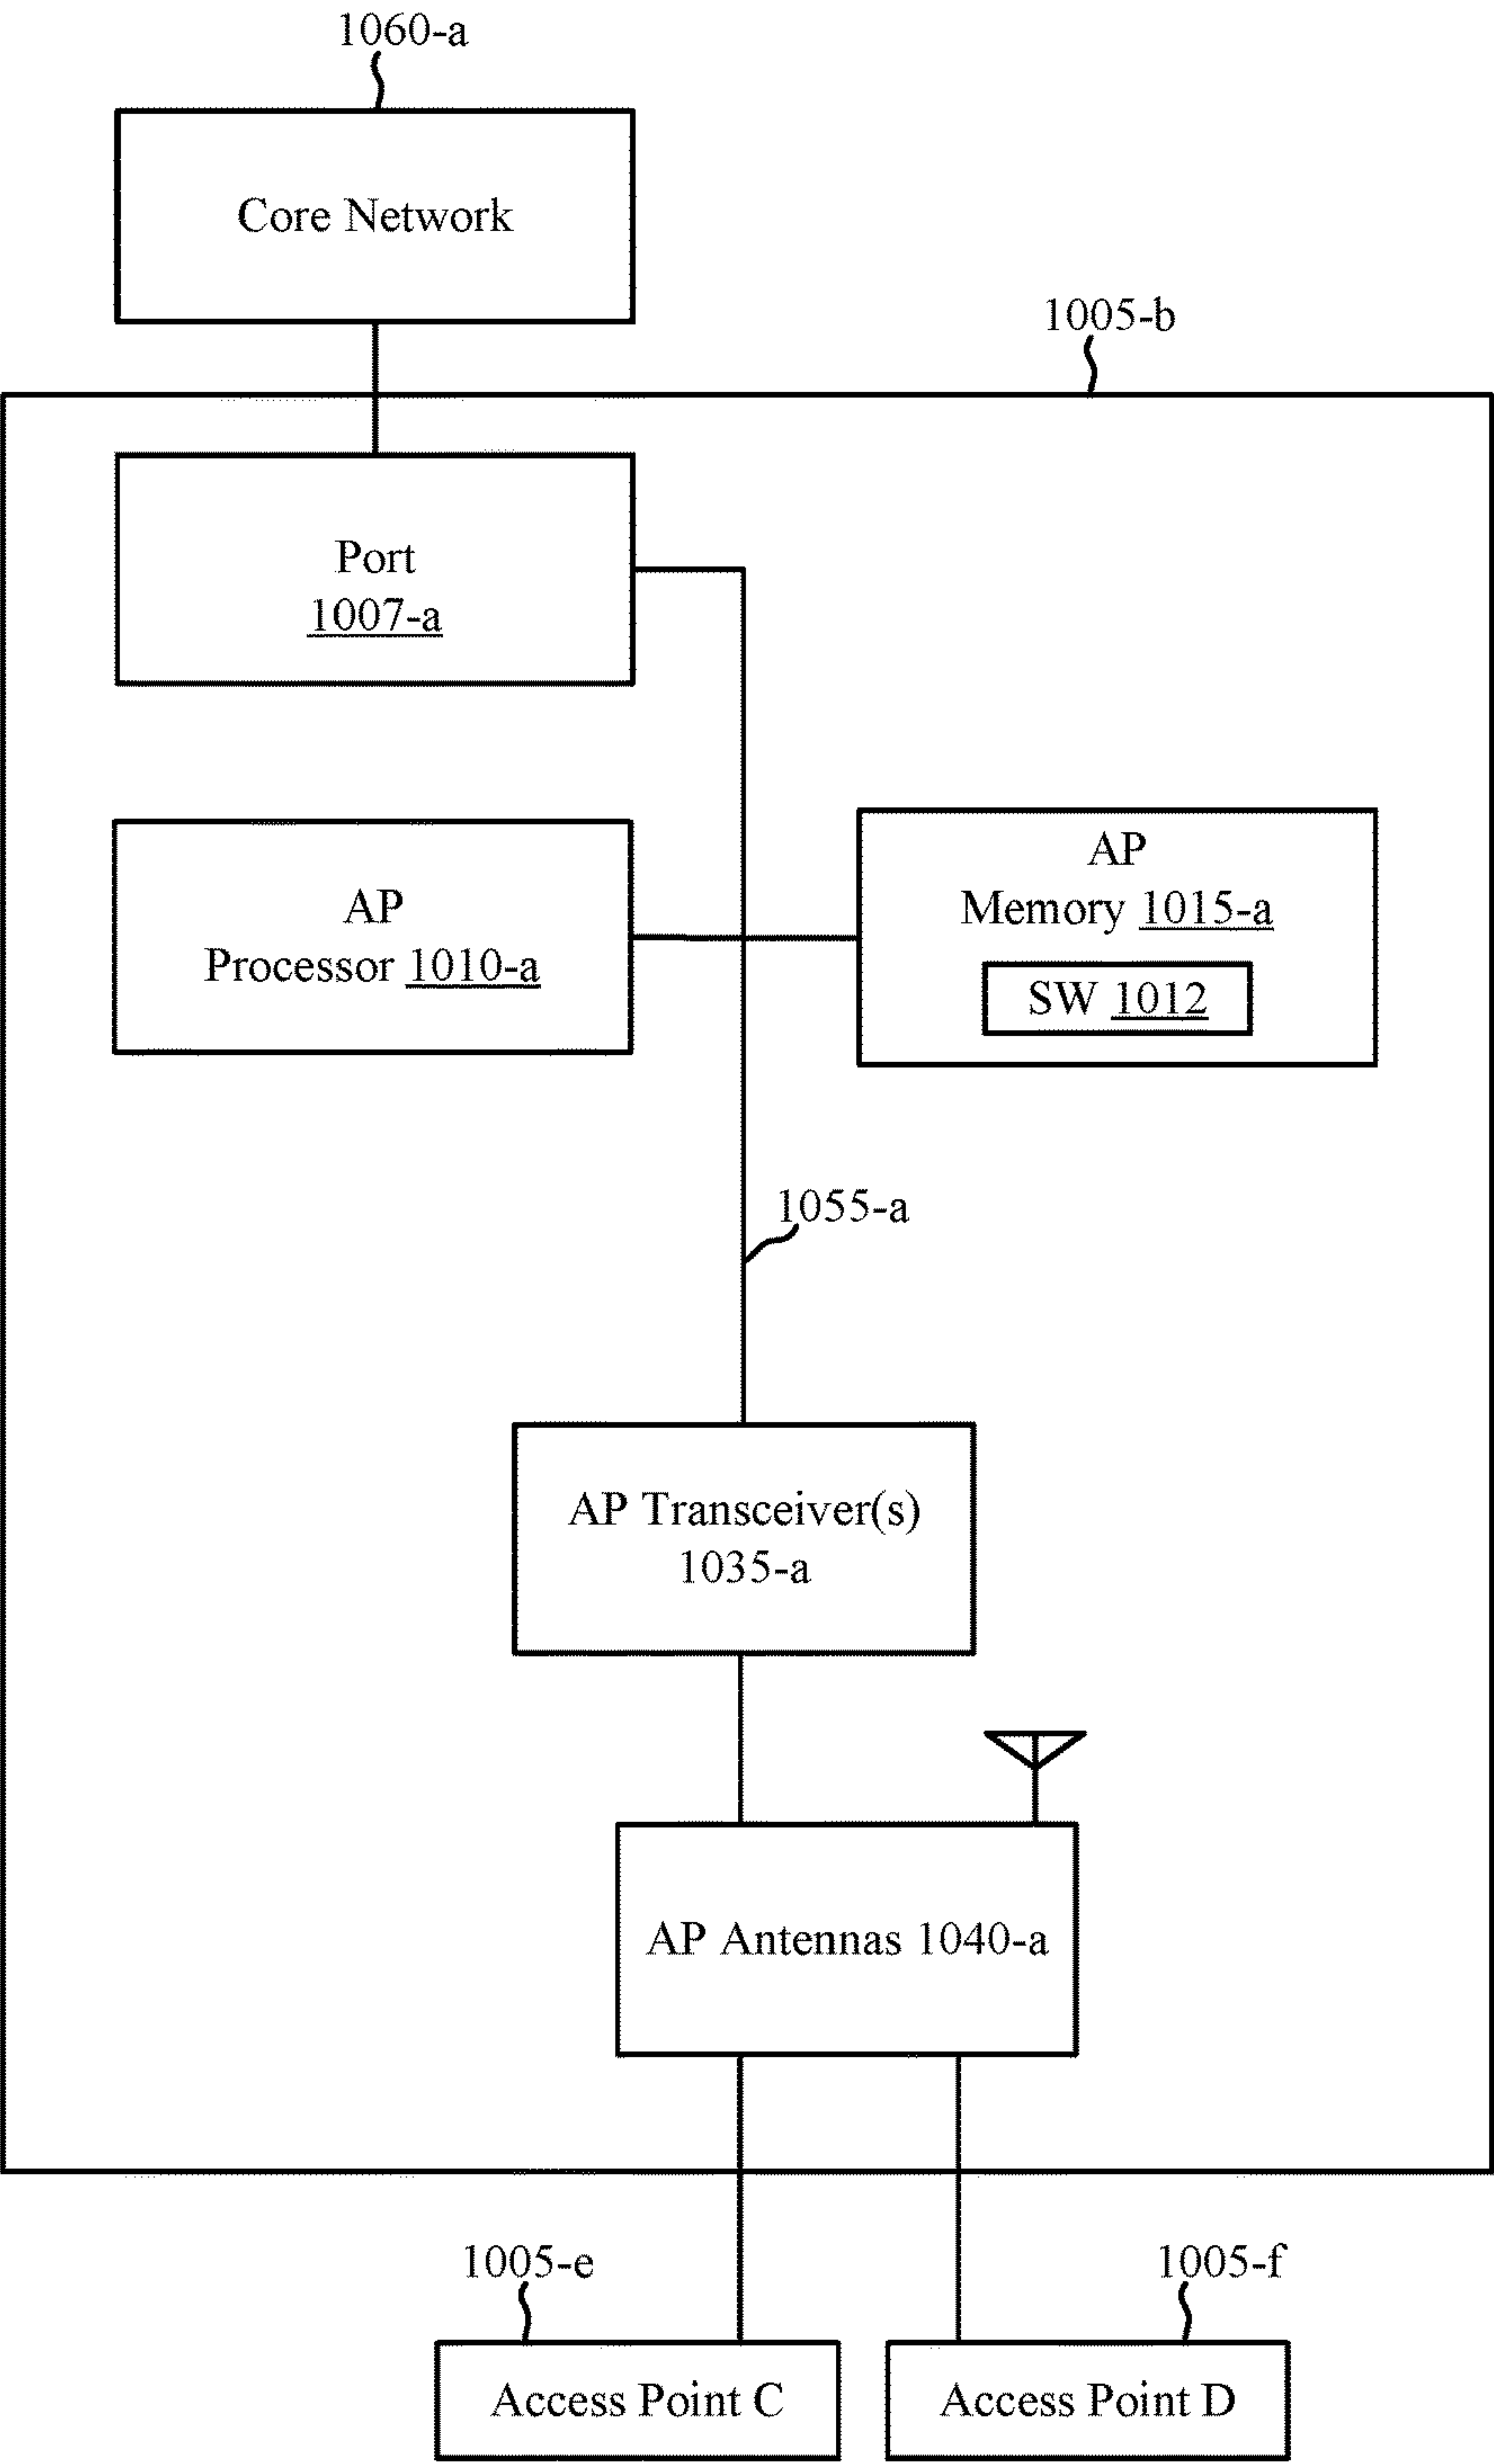 1060-a
Core Network
1005-b
Port
1007-a
AP
Processor 1010-a
AP
Memory 1015-a
SW 1012
1055-a
AP Transceiver(s)
1035-a
AP Antennas 1040-a
1005-e
1005-f
Access Point C
Access Point D